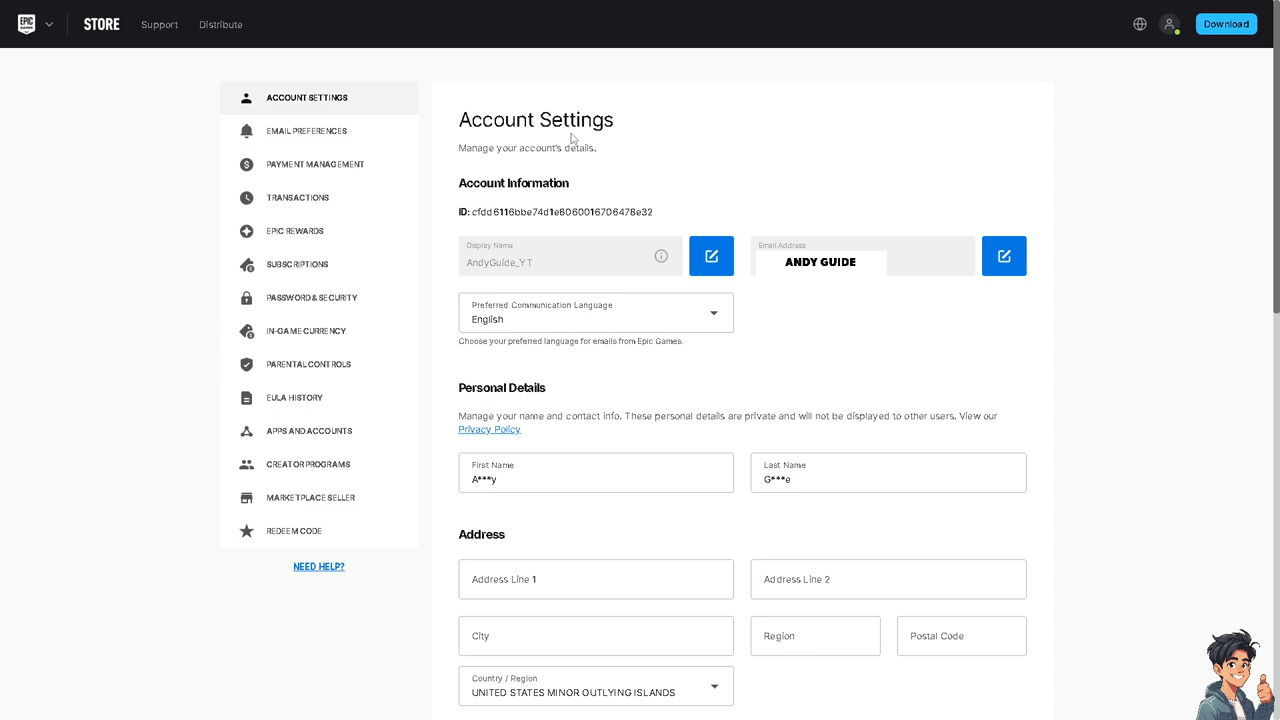 EPIC GAMES
STORE
Support
Distribute
Download
ACCOUNT SETTINGS
EMAIL PREFERENCES
PAYMENT MANAGEMENT
TRANSACTIONS
EPIC REWARDS
SUBSCRIPTIONS
PASSWORD & SECURITY
IN-GAME CURRENCY
PARENTAL CONTROLS
EULA HISTORY
APPS AND ACCOUNTS
CREATOR PROGRAMS
MARKETPLACE SELLER
REDEEM CODE
NEED HELP?
Account Settings
Manage your account's details.
Account Information
ID: cfdd6116bbe74d1e8060016706478e32
Display Name
AndyGuide_YT
Email Address
ANDY GUIDE
Preferred Communication Language
English
Choose your preferred language for emails from Epic Games.
Personal Details
Manage your name and contact info. These personal details are private and will not be displayed to other users. View our
Privacy Policy
First Name
A***y
Last Name
G***e
Address
Address Line 1
Address Line 2
City
Region
Postal Code
Country / Region
UNITED STATES MINOR OUTLYING ISLANDS